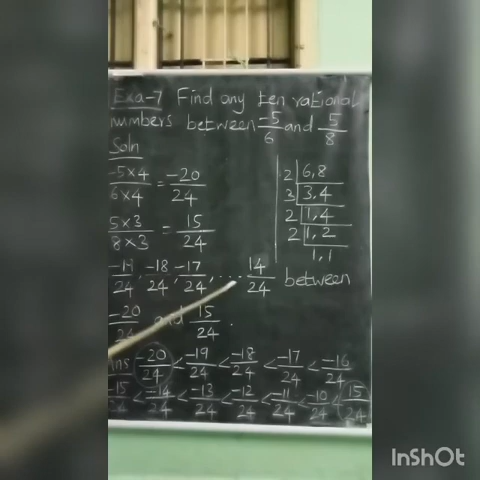 Exa-7 Find any ten rational
numbers between -5/6 and 5/8
Soln
-5×4/6×4 = -20/24
5×3/8×3 = 15/24
2 | 6,8
3 | 3,4
2 | 1,4
2 | 1,2
1,1
-19/24, -18/24, -17/24, .... 14/24 between
-20/24 and 15/24.
Ans -20/24 < -19/24 < -18/24 < -17/24 < -16/24
-15/24 < -14/24 < -13/24 < -12/24 < -11/24 < -10/24 < 15/24
InShOt